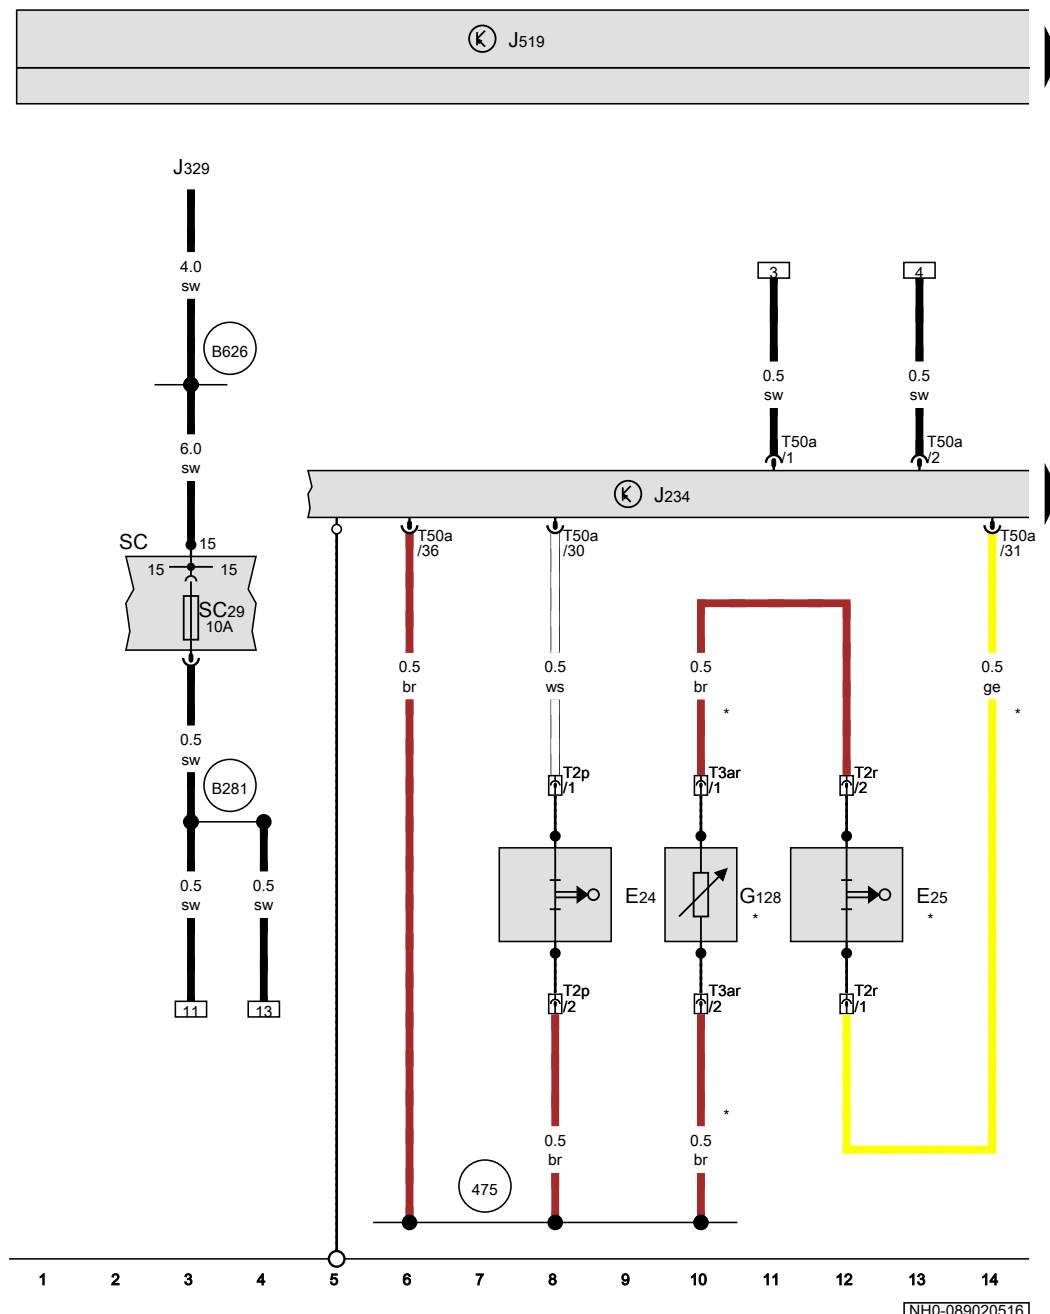 J519
J329
4.0
sw
B626
6.0
sw
SC
15
15
15
SC29
10A
0.5
sw
B281
0.5
sw
0.5
sw
11
13
3
4
0.5
sw
0.5
sw
T50a
/1
T50a
/2
J234
T50a
/36
T50a
/30
T50a
/31
0.5
br
0.5
ws
0.5
br
*
0.5
ge
*
T2p
/1
T3ar
/1
T2r
/2
E24
G128
*
E25
*
T2p
/2
T3ar
/2
T2r
/1
*
0.5
br
0.5
br
475
1 2 3 4 5 6 7 8 9 10 11 12 13 14
NH0-089020516